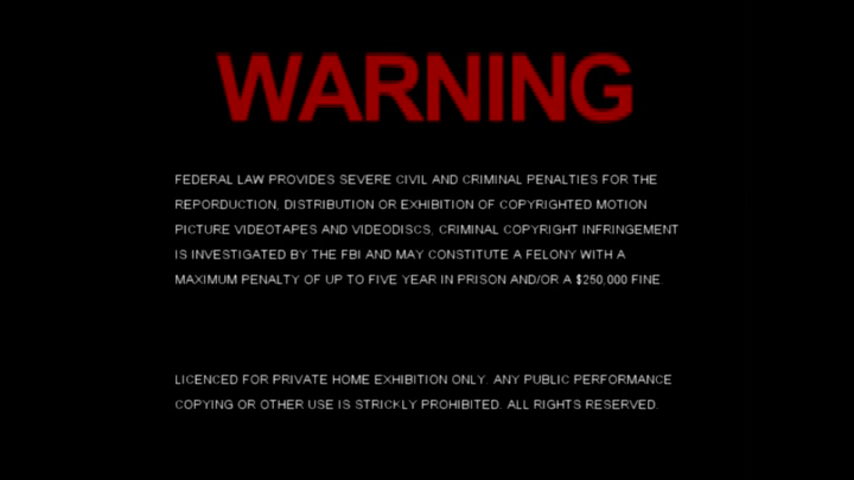 WARNING
FEDERAL LAW PROVIDES SEVERE CIVIL AND CRIMINAL PENALTIES FOR THE
REPORDUCTION, DISTRIBUTION OR EXHIBITION OF COPYRIGHTED MOTION
PICTURE VIDEOTAPES AND VIDEODISCS, CRIMINAL COPYRIGHT INFRINGEMENT
IS INVESTIGATED BY THE FBI AND MAY CONSTITUTE A FELONY WITH A
MAXIMUM PENALTY OF UP TO FIVE YEAR IN PRISON AND/OR A $250,000 FINE.
LICENCED FOR PRIVATE HOME EXHIBITION ONLY. ANY PUBLIC PERFORMANCE
COPYING OR OTHER USE IS STRICKLY PROHIBITED. ALL RIGHTS RESERVED.